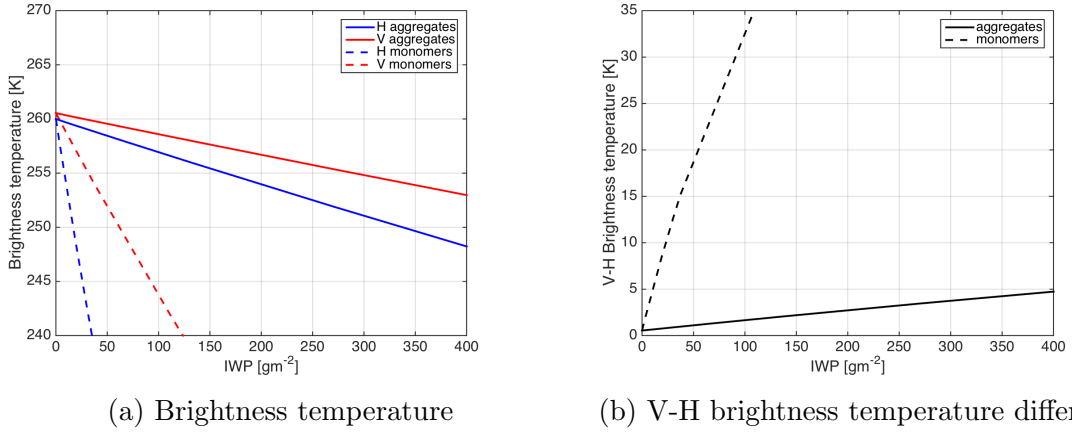 270
265
260
255
250
245
240
Brightness temperature [K]
0 50 100 150 200 250 300 350 400
IWP [gm-2]
H aggregates
V aggregates
H monomers
V monomers
(a) Brightness temperature
35
30
25
20
15
10
5
0
V-H Brightness temperature [K]
0 50 100 150 200 250 300 350 400
IWP [gm-2]
aggregates
monomers
(b) V-H brightness temperature differ